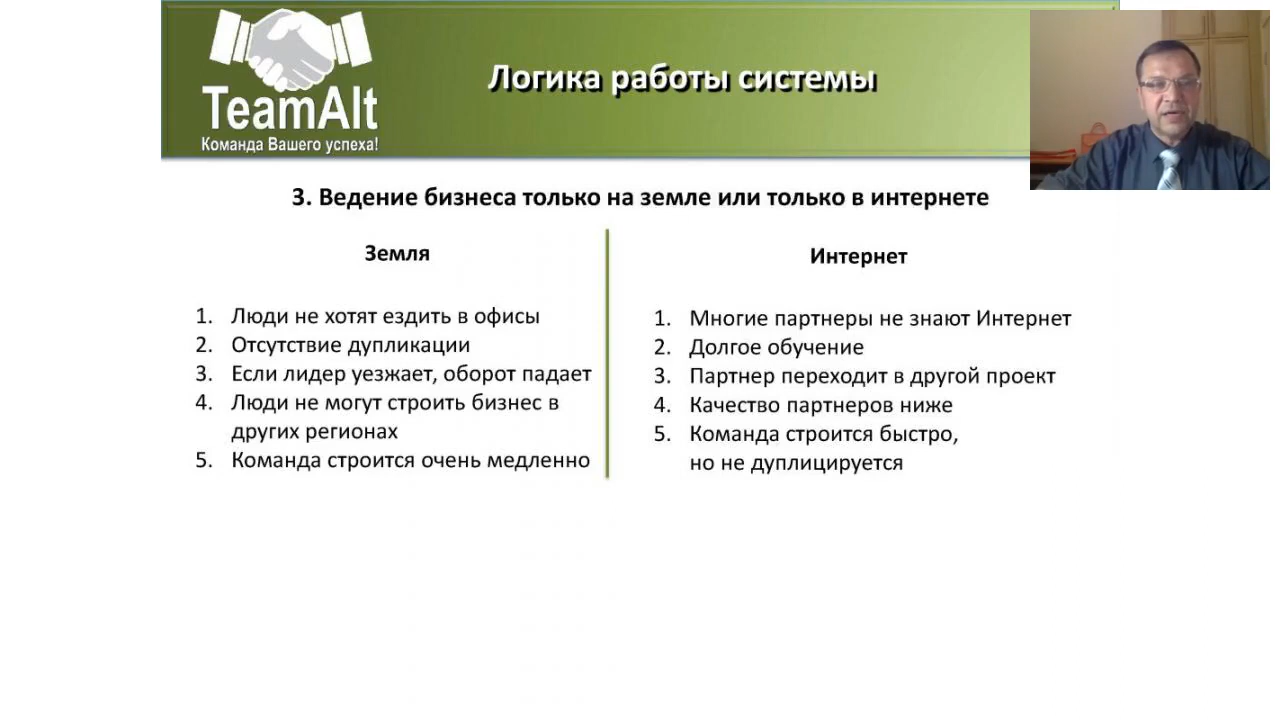 TeamAlt
Команда Вашего успеха!
Логика работы системы
3. Ведение бизнеса только на земле или только в интернете
Земля
1. Люди не хотят ездить в офисы
2. Отсутствие дупликации
3. Если лидер уезжает, оборот падает
4. Люди не могут строить бизнес в
других регионах
5. Команда строится очень медленно
Интернет
1. Многие партнеры не знают Интернет
2. Долгое обучение
3. Партнер переходит в другой проект
4. Качество партнеров ниже
5. Команда строится быстро,
но не дуплицируется